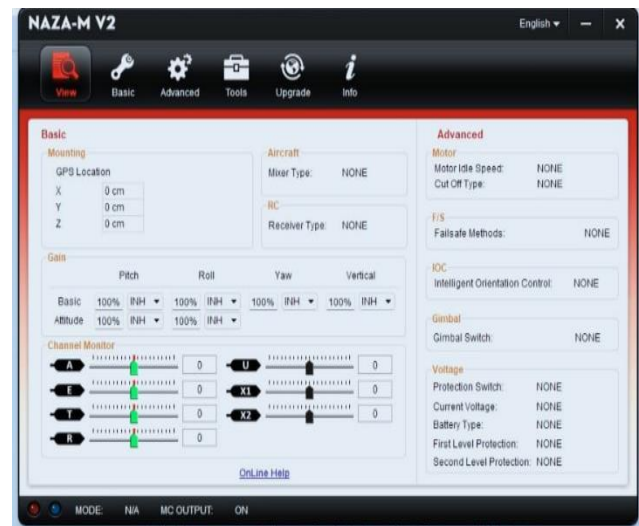 NAZA-M V2 English
View Basic Advanced Tools Upgrade Info
Basic
Mounting
GPS Location
X 0 cm
Y 0 cm
Z 0 cm
Aircraft
Mixer Type: NONE
RC
Receiver Type: NONE
Gain
Pitch Roll Yaw Vertical
Basic 100% INH 100% INH 100% INH 100% INH
Attitude 100% INH 100% INH
Channel Monitor
A 0 U 0
E 0 X1 0
T 0 X2 0
R 0
OnLine Help
Advanced
Motor
Motor Idle Speed: NONE
Cut Off Type: NONE
F/S
Failsafe Methods: NONE
IOC
Intelligent Orientation Control: NONE
Gimbal
Gimbal Switch: NONE
Voltage
Protection Switch: NONE
Current Voltage: NONE
Battery Type: NONE
First Level Protection: NONE
Second Level Protection: NONE
MODE: N/A MC OUTPUT: ON